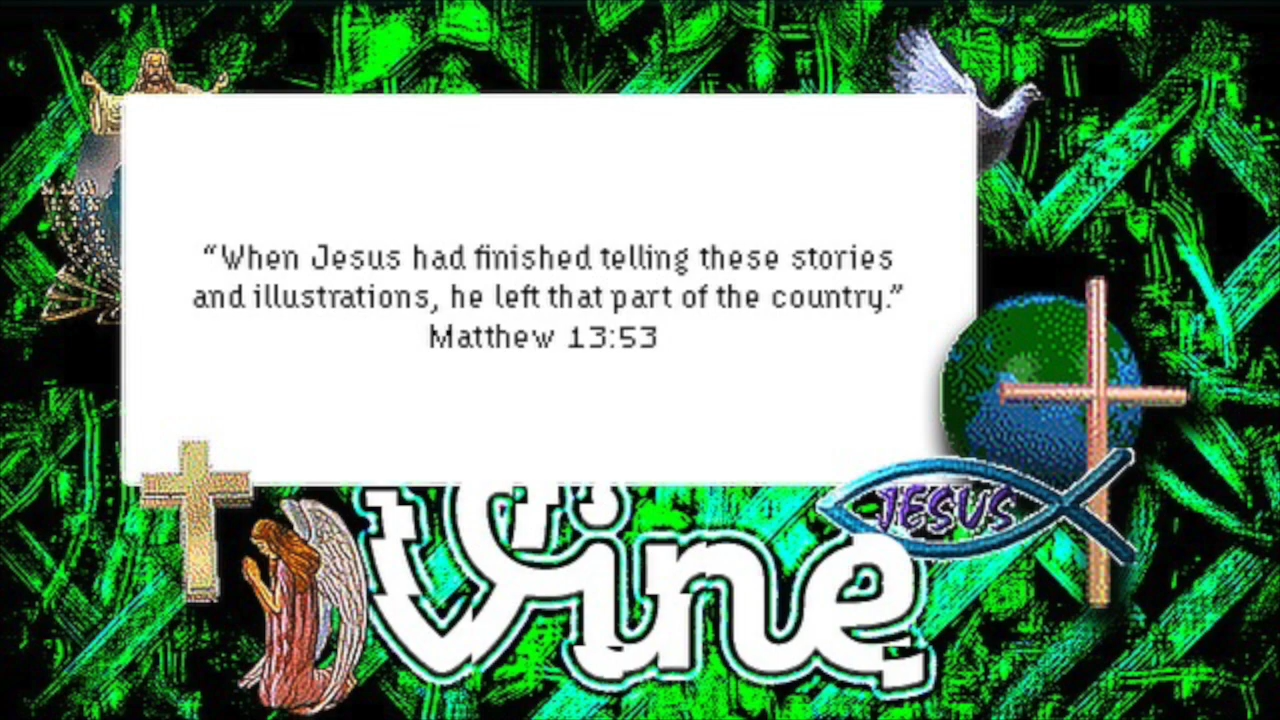 “When Jesus had finished telling these stories
and illustrations, he left that part of the country.”
Matthew 13:53
JESUS
Vine